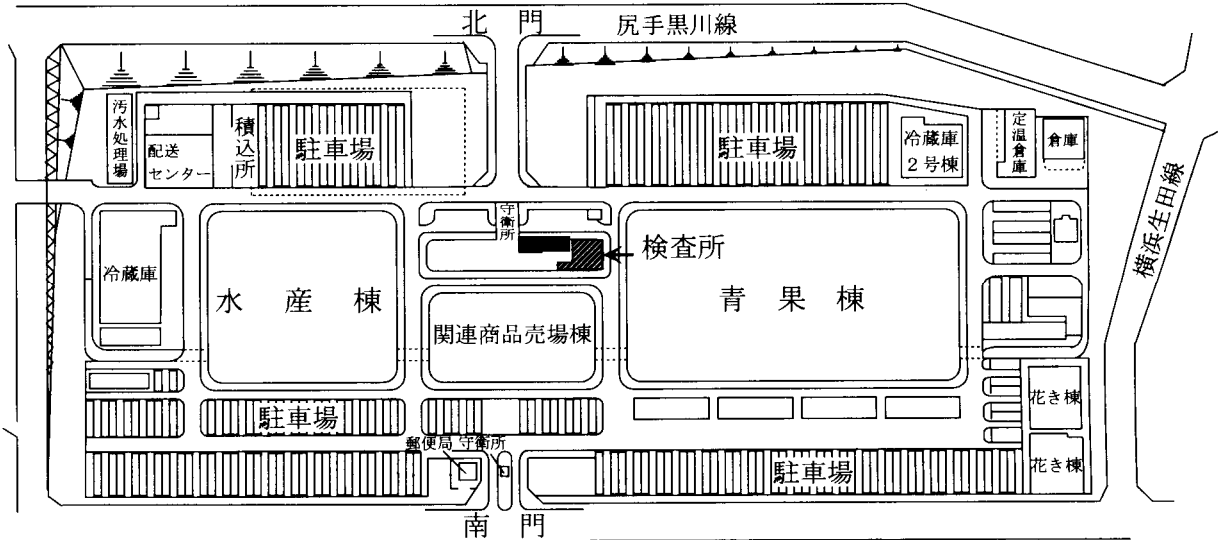 北門
尻手黒川線
汚水処理場
配送
センター
積込所
駐車場
駐車場
冷蔵庫
2号棟
定温倉庫
倉庫
横浜生田線
守衛所
検査所
冷蔵庫
水産棟
関連商品売場棟
青果棟
駐車場
郵便局
守衛所
駐車場
花き棟
花き棟
南門